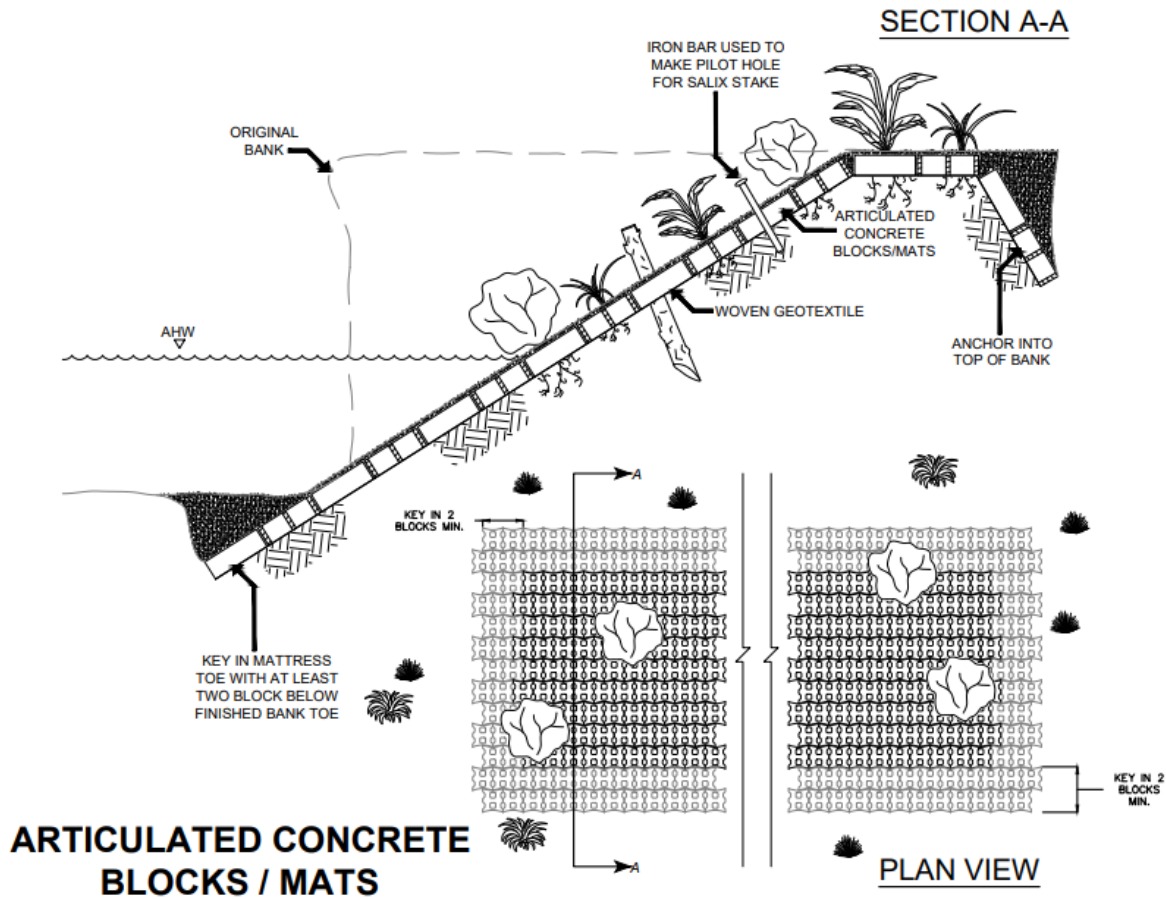 SECTION A-A
IRON BAR USED TO
MAKE PILOT HOLE
FOR SALIX STAKE
ORIGINAL
BANK
ARTICULATED
CONCRETE
BLOCKS/MATS
WOVEN GEOTEXTILE
AHW
ANCHOR INTO
TOP OF BANK
A
KEY IN 2
BLOCKS MIN.
KEY IN MATTRESS
TOE WITH AT LEAST
TWO BLOCK BELOW
FINISHED BANK TOE
KEY IN 2
BLOCKS
MIN.
A
ARTICULATED CONCRETE
BLOCKS / MATS
PLAN VIEW